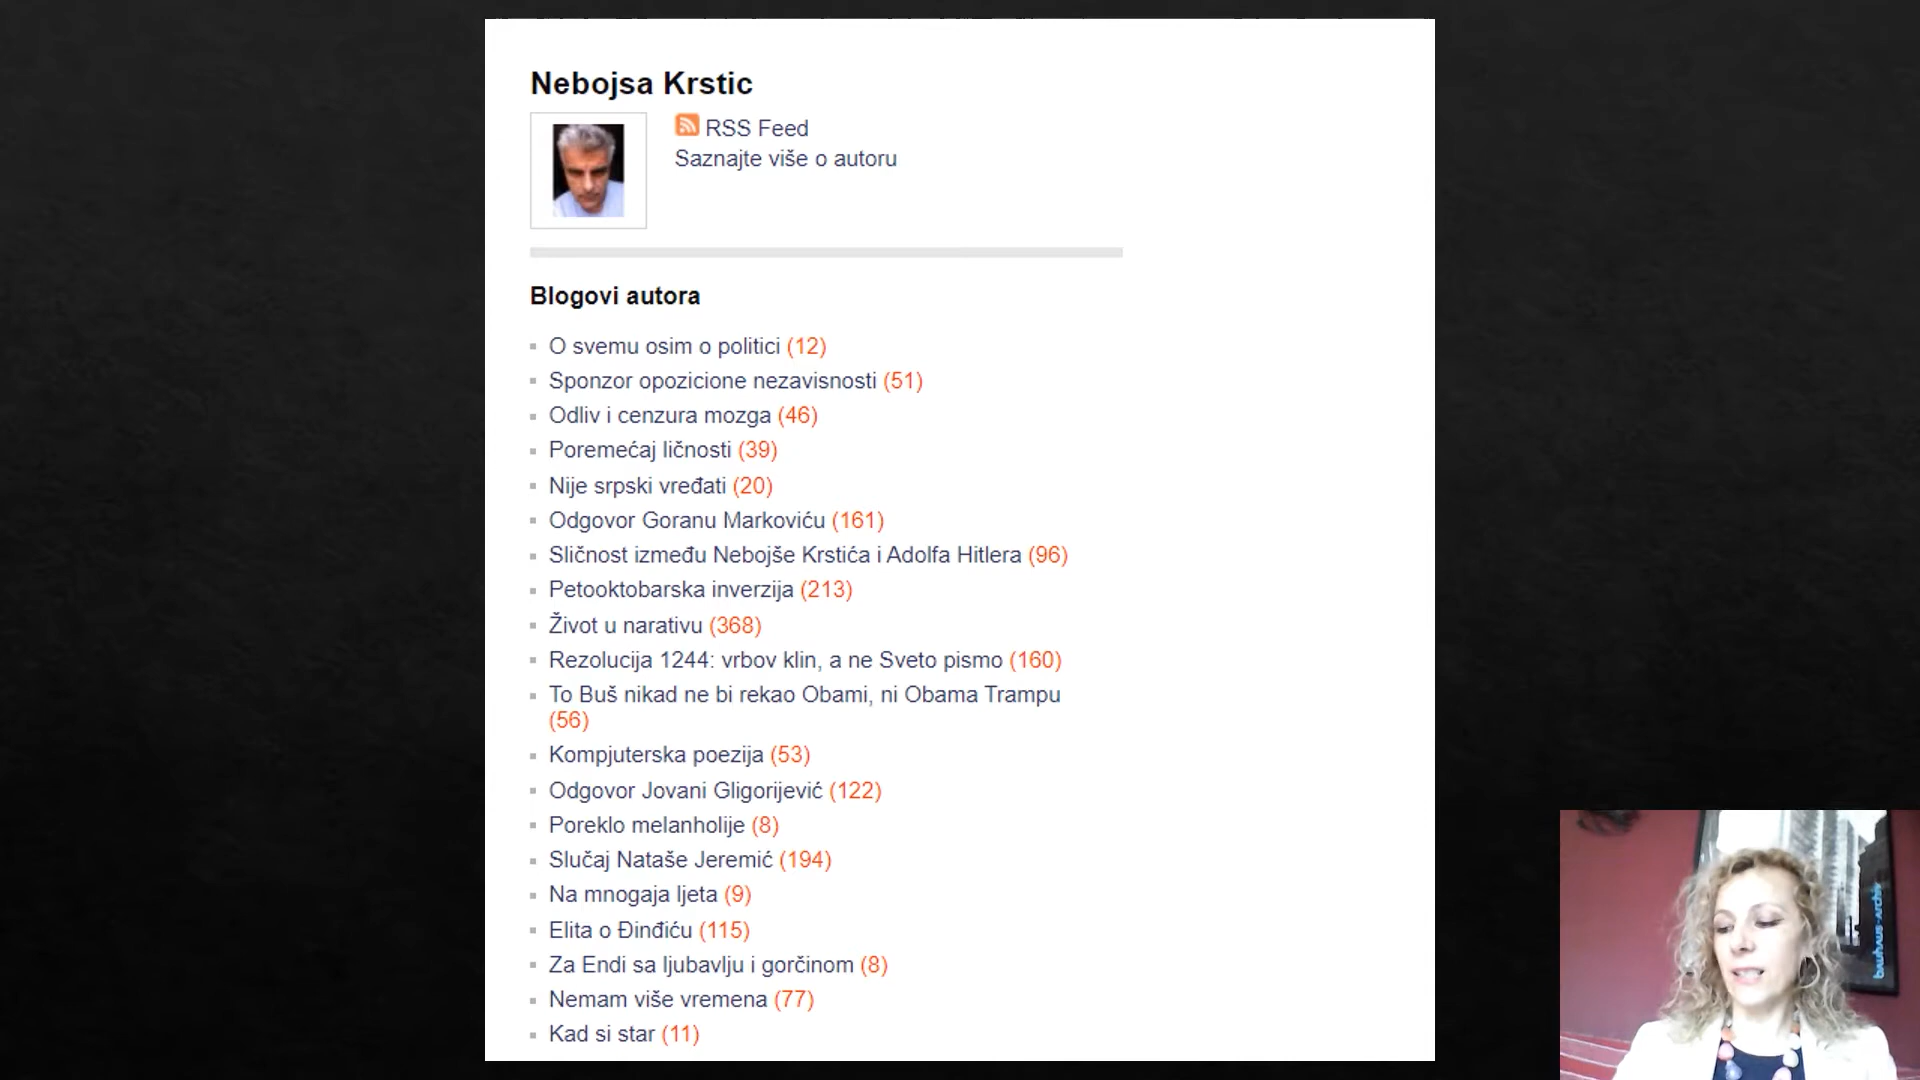 Nebojsa Krstic
RSS Feed
Saznajte više o autoru
Blogovi autora
O svemu osim o politici (12)
Sponzor opozicione nezavisnosti (51)
Odliv i cenzura mozga (46)
Poremećaj ličnosti (39)
Nije srpski vređati (20)
Odgovor Goranu Markoviću (161)
Sličnost između Nebojše Krstića i Adolfa Hitlera (96)
Petooktobarska inverzija (213)
Život u narativu (368)
Rezolucija 1244: vrbov klin, a ne Sveto pismo (160)
To Buš nikad ne bi rekao Obami, ni Obama Trampu
(56)
Kompjuterska poezija (53)
Odgovor Jovani Gligorijević (122)
Poreklo melanholije (8)
Slučaj Nataše Jeremić (194)
Na mnogaja ljeta (9)
Elita o Đinđiću (115)
Za Endi sa ljubavlju i gorčinom (8)
Nemam više vremena (77)
Kad si star (11)
bauhaus-archiv